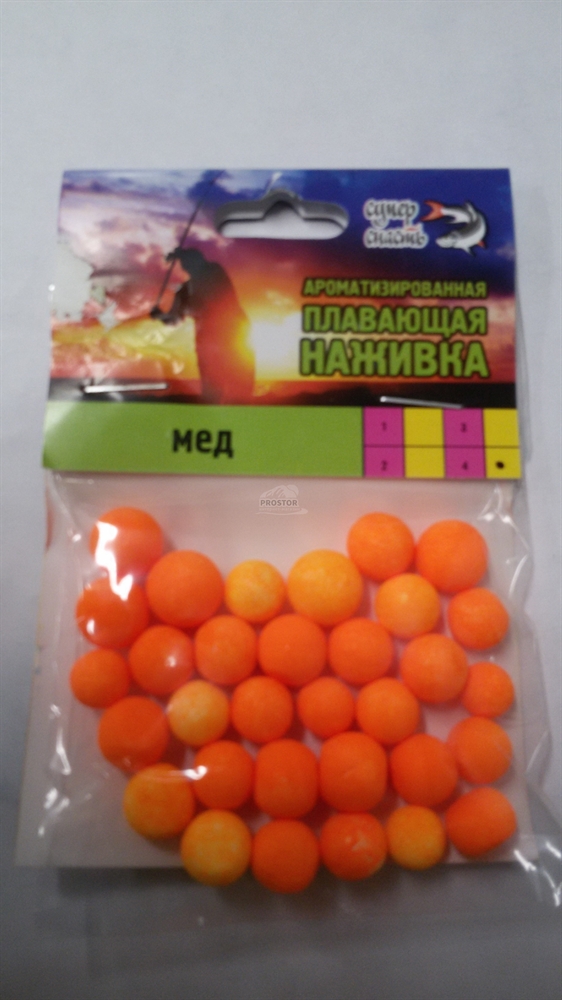 супер
снасть
АРОМАТИЗИРОВАННАЯ
ПЛАВАЮЩАЯ
НАЖИВКА
мед
1 3
2 4
PROSTOR